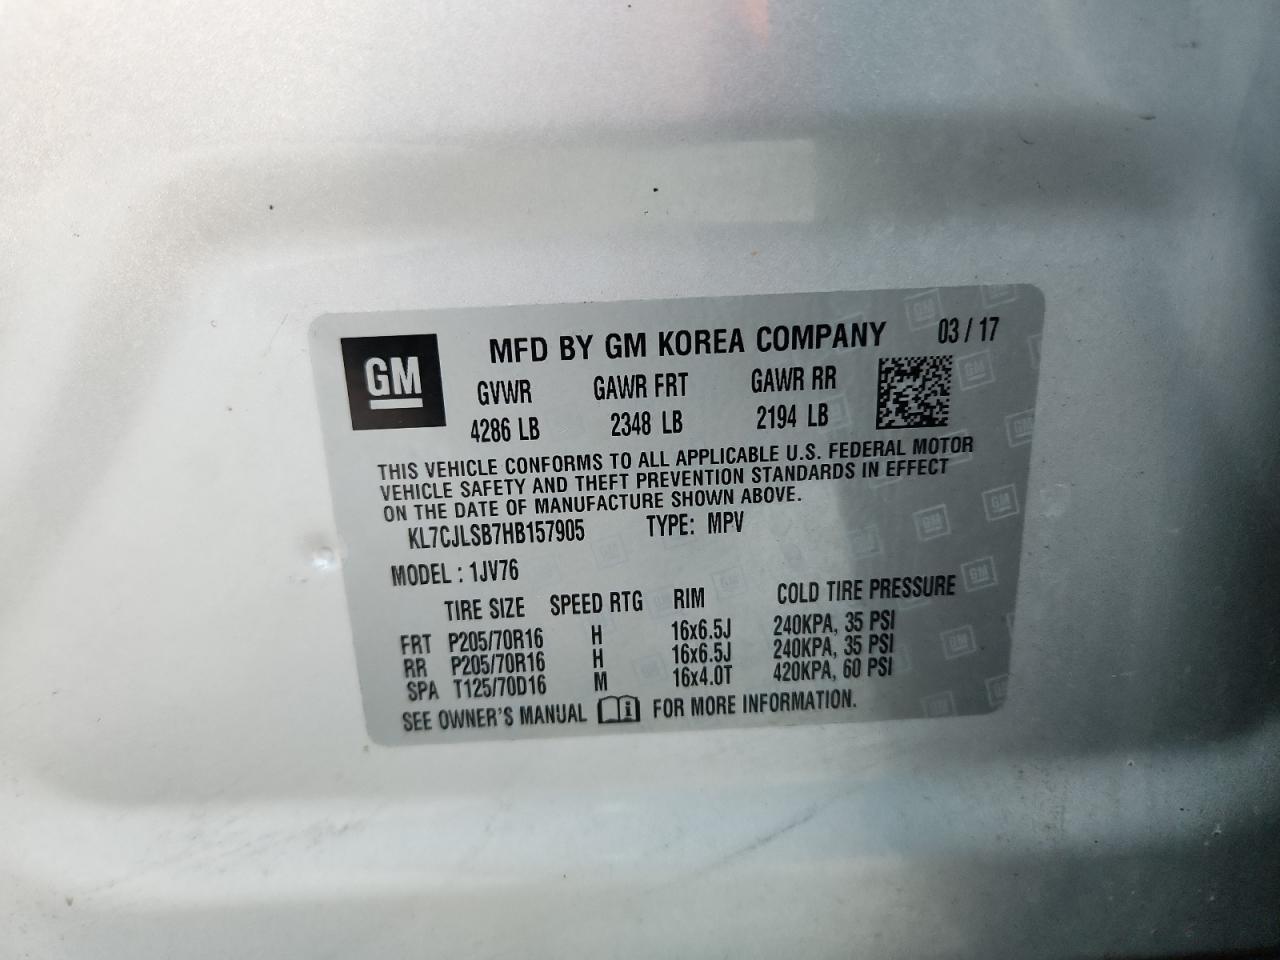 GM
MFD BY GM KOREA COMPANY 03 / 17
GVWR GAWR FRT GAWR RR
4286 LB 2348 LB 2194 LB
THIS VEHICLE CONFORMS TO ALL APPLICABLE U.S. FEDERAL MOTOR
VEHICLE SAFETY AND THEFT PREVENTION STANDARDS IN EFFECT
ON THE DATE OF MANUFACTURE SHOWN ABOVE.
KL7CJLSB7HB157905 TYPE: MPV
MODEL : 1JV76
TIRE SIZE SPEED RTG RIM COLD TIRE PRESSURE
FRT P205/70R16 H 16x6.5J 240KPA, 35 PSI
RR P205/70R16 H 16x6.5J 240KPA, 35 PSI
SPA T125/70D16 M 16x4.0T 420KPA, 60 PSI
SEE OWNER'S MANUAL FOR MORE INFORMATION.